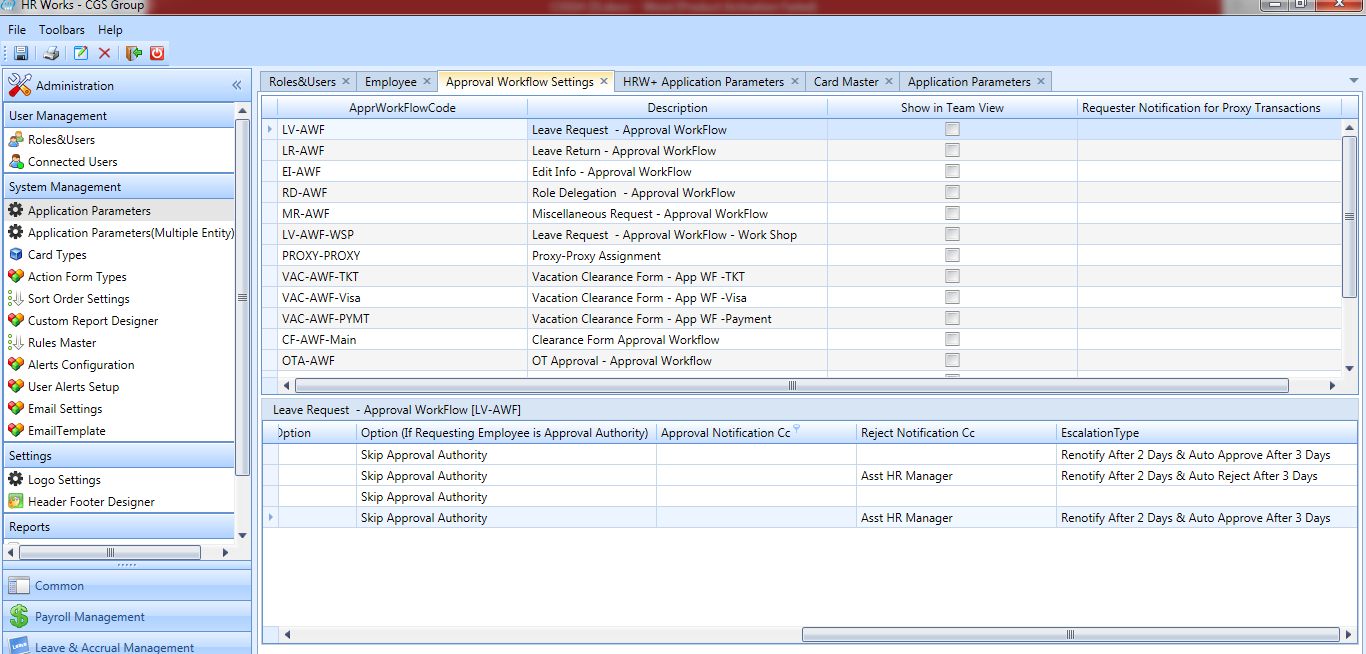 HR Works - CGS Group
File Toolbars Help
Administration
User Management
Roles&Users
Connected Users
System Management
Application Parameters
Application Parameters(Multiple Entity)
Card Types
Action Form Types
Sort Order Settings
Custom Report Designer
Rules Master
Alerts Configuration
User Alerts Setup
Email Settings
EmailTemplate
Settings
Logo Settings
Header Footer Designer
Reports
Common
Payroll Management
Leave & Accrual Management
Roles&Users Employee Approval Workflow Settings HRW+ Application Parameters Card Master Application Parameters
ApprWorkFlowCode Description Show in Team View Requester Notification for Proxy Transactions
LV-AWF Leave Request - Approval WorkFlow
LR-AWF Leave Return - Approval WorkFlow
EI-AWF Edit Info - Approval WorkFlow
RD-AWF Role Delegation - Approval WorkFlow
MR-AWF Miscellaneous Request - Approval WorkFlow
LV-AWF-WSP Leave Request - Approval WorkFlow - Work Shop
PROXY-PROXY Proxy-Proxy Assignment
VAC-AWF-TKT Vacation Clearance Form - App WF -TKT
VAC-AWF-Visa Vacation Clearance Form - App WF -Visa
VAC-AWF-PYMT Vacation Clearance Form - App WF -Payment
CF-AWF-Main Clearance Form Approval Workflow
OTA-AWF OT Approval - Approval Workflow
Leave Request - Approval WorkFlow [LV-AWF]
Option Option (If Requesting Employee is Approval Authority) Approval Notification Cc Reject Notification Cc EscalationType
Skip Approval Authority Renotify After 2 Days & Auto Approve After 3 Days
Skip Approval Authority Asst HR Manager Renotify After 2 Days & Auto Reject After 3 Days
Skip Approval Authority
Skip Approval Authority Asst HR Manager Renotify After 2 Days & Auto Approve After 3 Days